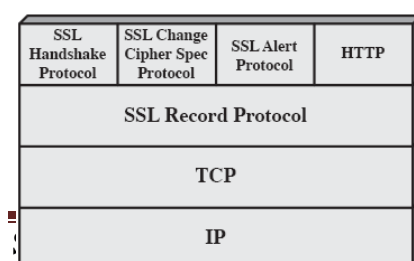 SSL
Handshake
Protocol
SSL Change
Cipher Spec
Protocol
SSL Alert
Protocol
HTTP
SSL Record Protocol
TCP
IP